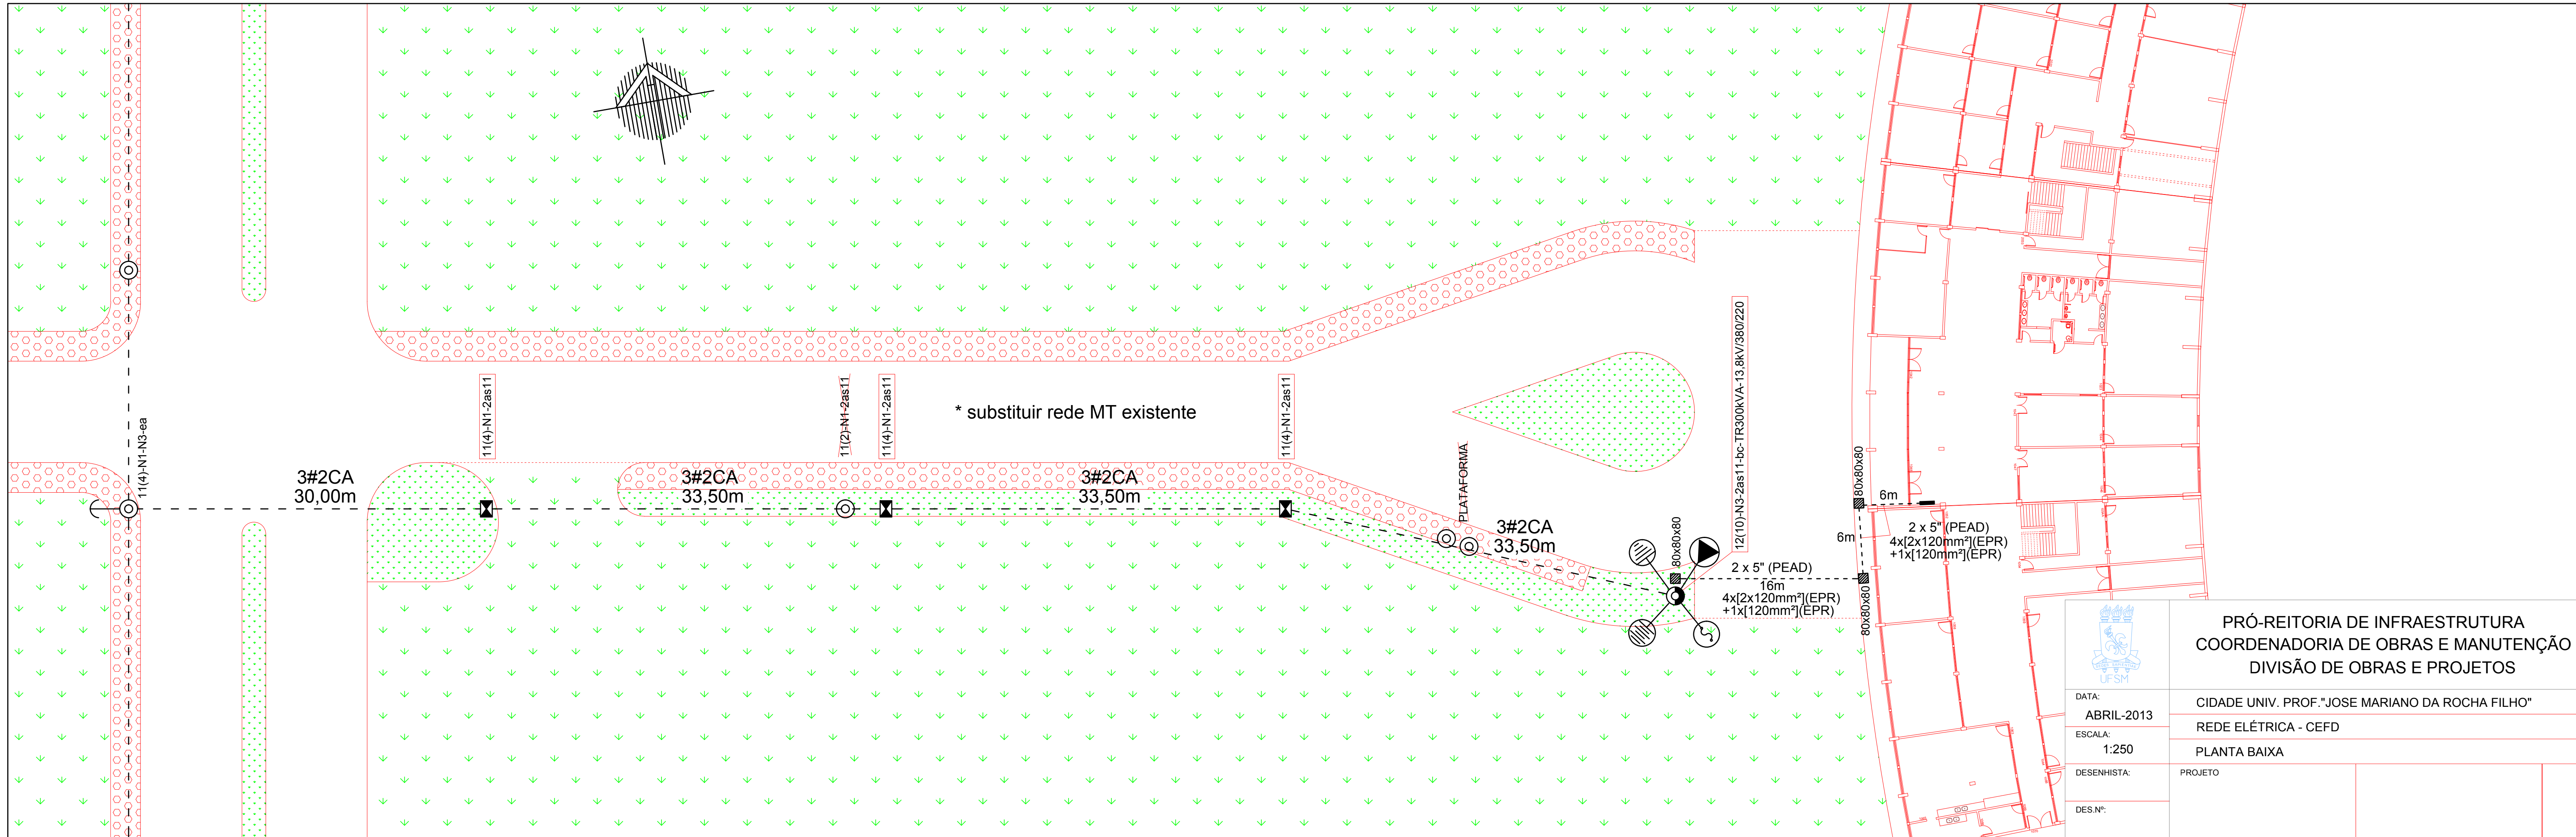 11(4)-N1-N3-ea
3#2CA
30,00m
11(4)-N1-2as11
3#2CA
33,50m
11(2)-N1-2as11
11(4)-N1-2as11
* substituir rede MT existente
3#2CA
33,50m
11(4)-N1-2as11
PLATAFORMA
3#2CA
33,50m
12(10)-N3-2as11-bc-TR300kVA-13,8kV/380/220
80x80x80
2 x 5" (PEAD)
16m
4x[2x120mm²](EPR)
+1x[120mm²](EPR)
80x80x80
6m
6m
2 x 5" (PEAD)
4x[2x120mm²](EPR)
+1x[120mm²](EPR)
80x80x80
UFSM
PRÓ-REITORIA DE INFRAESTRUTURA
COORDENADORIA DE OBRAS E MANUTENÇÃO
DIVISÃO DE OBRAS E PROJETOS
DATA:
ABRIL-2013
CIDADE UNIV. PROF."JOSE MARIANO DA ROCHA FILHO"
REDE ELÉTRICA - CEFD
ESCALA:
1:250
PLANTA BAIXA
DESENHISTA:
PROJETO
DES.Nº: